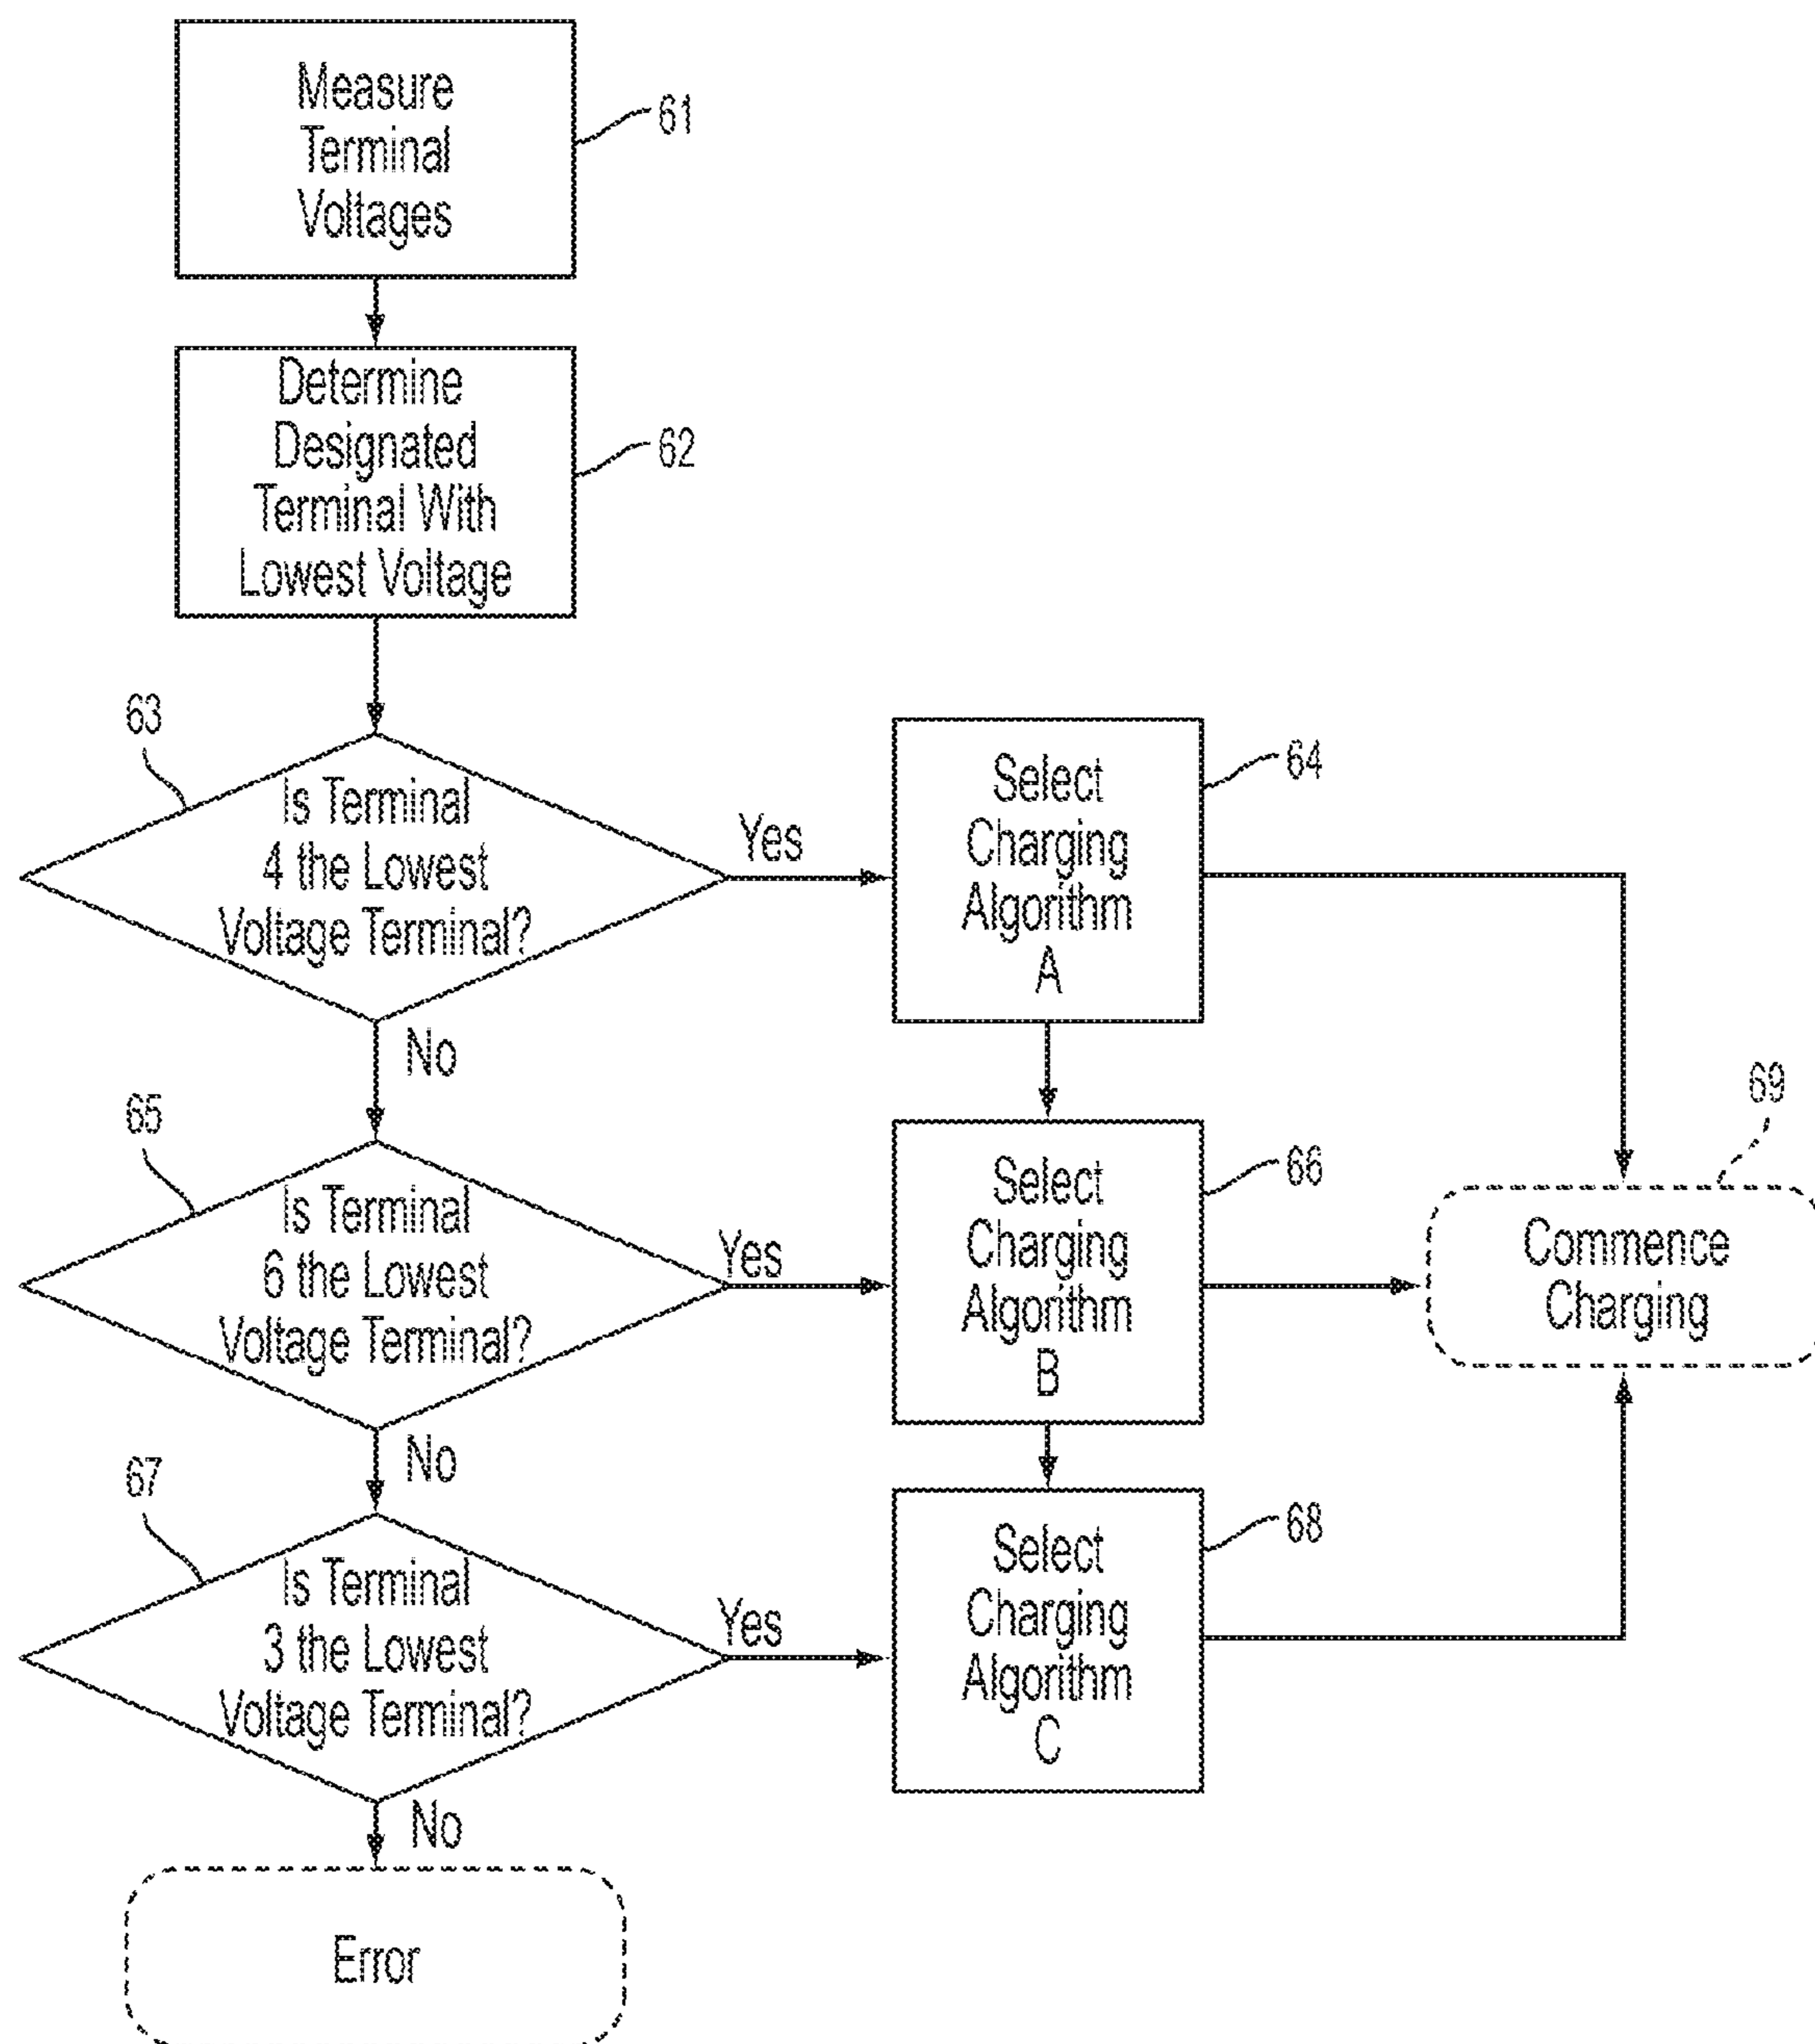 Measure
Terminal
Voltages
61
Determine
Designated
Terminal With
Lowest Voltage
62
63
Is Terminal
4 the Lowest
Voltage Terminal?
Yes
No
Select
Charging
Algorithm
A
64
65
Is Terminal
6 the Lowest
Voltage Terminal?
Yes
No
Select
Charging
Algorithm
B
66
69
Commence
Charging
67
Is Terminal
3 the Lowest
Voltage Terminal?
Yes
No
Select
Charging
Algorithm
C
68
Error